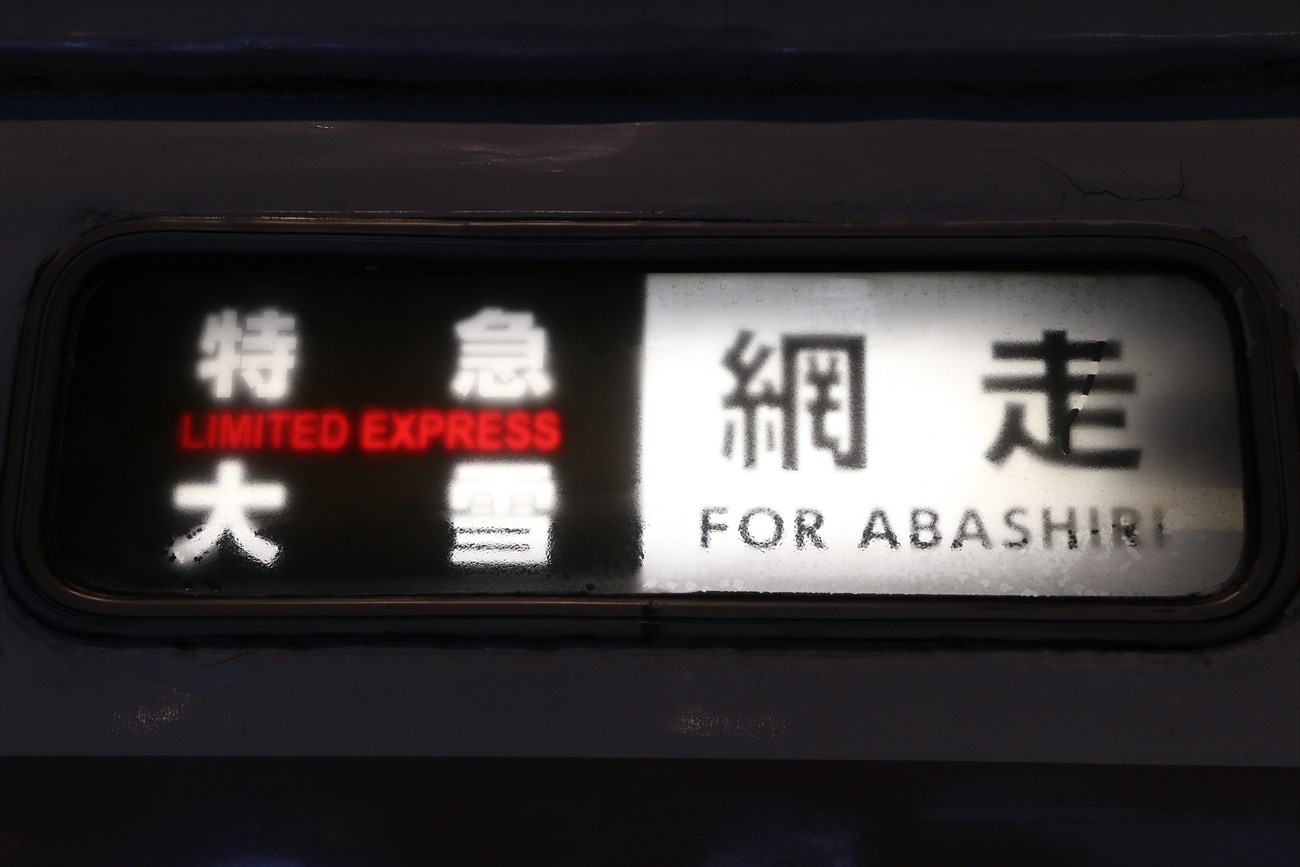 特急
LIMITED EXPRESS
大雪
網走
FOR ABASHIRI